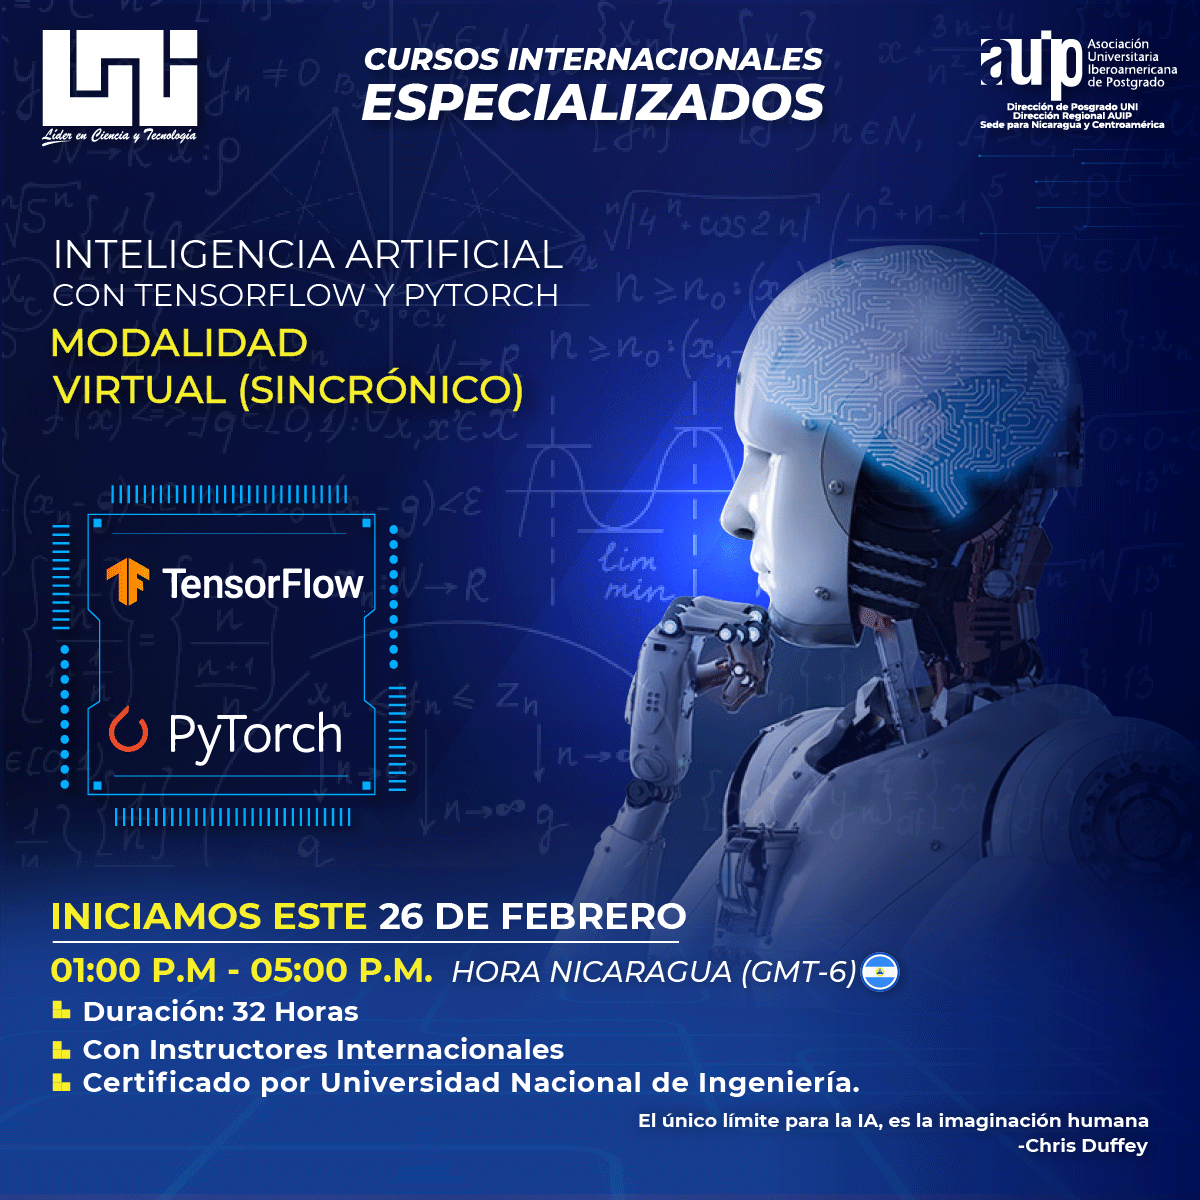 UNI
Líder en Ciencia y Tecnología
CURSOS INTERNACIONALES
ESPECIALIZADOS
auip
Asociación
Universitaria
Iberoamericana
de Postgrado
Dirección de Posgrado UNI
Dirección Regional AUIP
Sede para Nicaragua y Centroamérica
INTELIGENCIA ARTIFICIAL
CON TENSORFLOW Y PYTORCH
MODALIDAD
VIRTUAL (SINCRÓNICO)
TensorFlow
PyTorch
lim
min
INICIAMOS ESTE 26 DE FEBRERO
01:00 P.M - 05:00 P.M. HORA NICARAGUA (GMT-6)
Duración: 32 Horas
Con Instructores Internacionales
Certificado por Universidad Nacional de Ingeniería.
El único límite para la IA, es la imaginación humana
-Chris Duffey